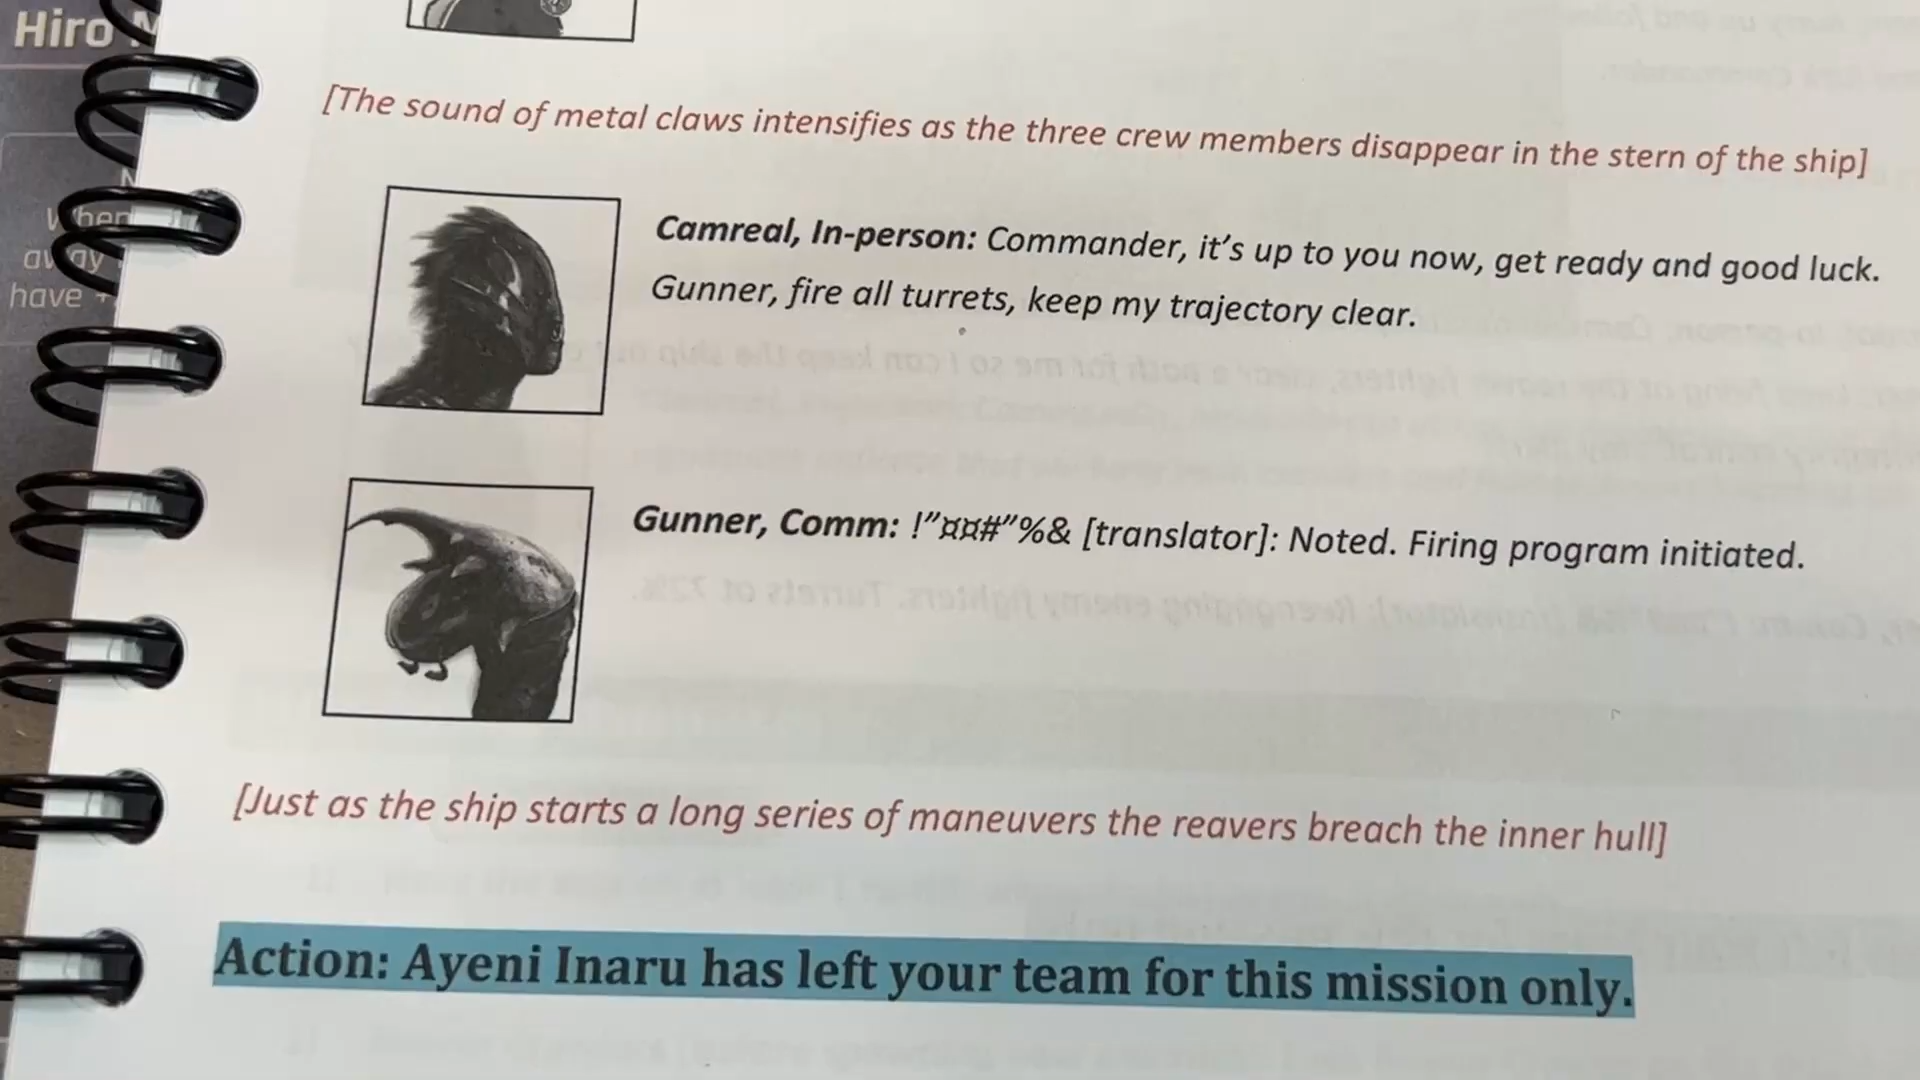 Hiro
When
away
have +
[The sound of metal claws intensifies as the three crew members disappear in the stern of the ship]
Camreal, In-person: Commander, it’s up to you now, get ready and good luck.
Gunner, fire all turrets, keep my trajectory clear.
Gunner, Comm: !”¤¤#”%& [translator]: Noted. Firing program initiated.
[Just as the ship starts a long series of maneuvers the reavers breach the inner hull]
Action: Ayeni Inaru has left your team for this mission only.